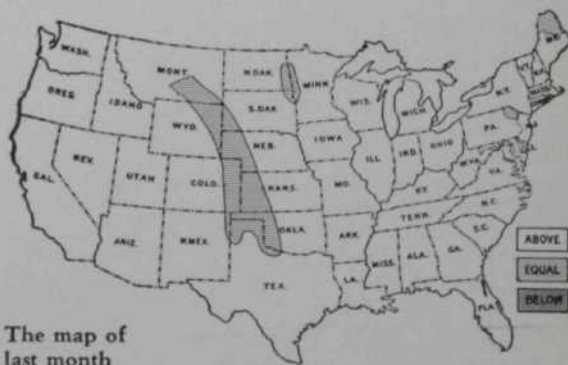 WASH.
MONT.
N.DAK.
MINN.
ME.
OREG.
IDAHO
WYO.
S.DAK.
WIS.
MICH.
N.Y.
VT.
N.H.
MASS.
NEV.
UTAH
COLO.
NEB.
IOWA
ILL.
IND.
OHIO
PA.
CAL.
KANS.
MO.
KY.
W.VA.
VA.
ARIZ.
N.MEX.
OKLA.
ARK.
TENN.
N.C.
S.C.
TEX.
LA.
MISS.
ALA.
GA.
FLA.
ABOVE
EQUAL
BELOW
The map of
last month